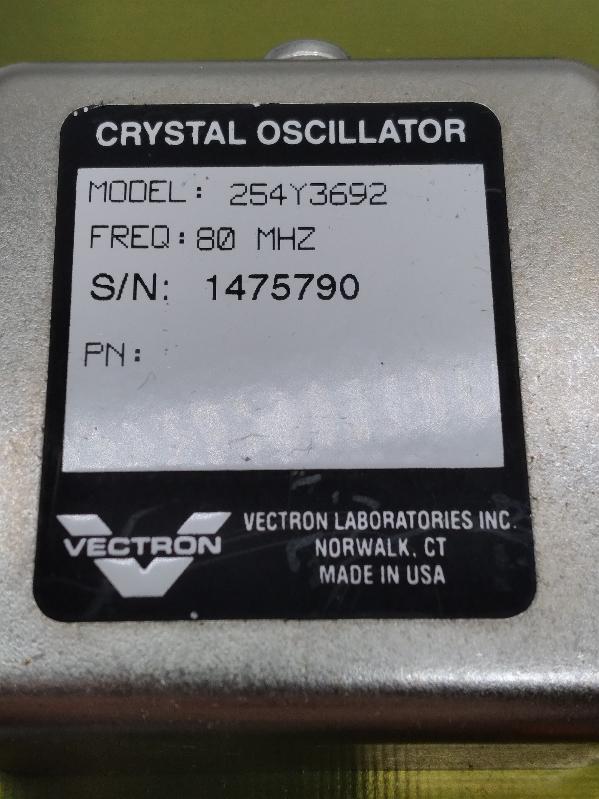 CRYSTAL OSCILLATOR
MODEL: 254Y3692
FREQ: 80 MHZ
S/N: 1475790
PN:
VECTRON
VECTRON LABORATORIES INC.
NORWALK, CT
MADE IN USA